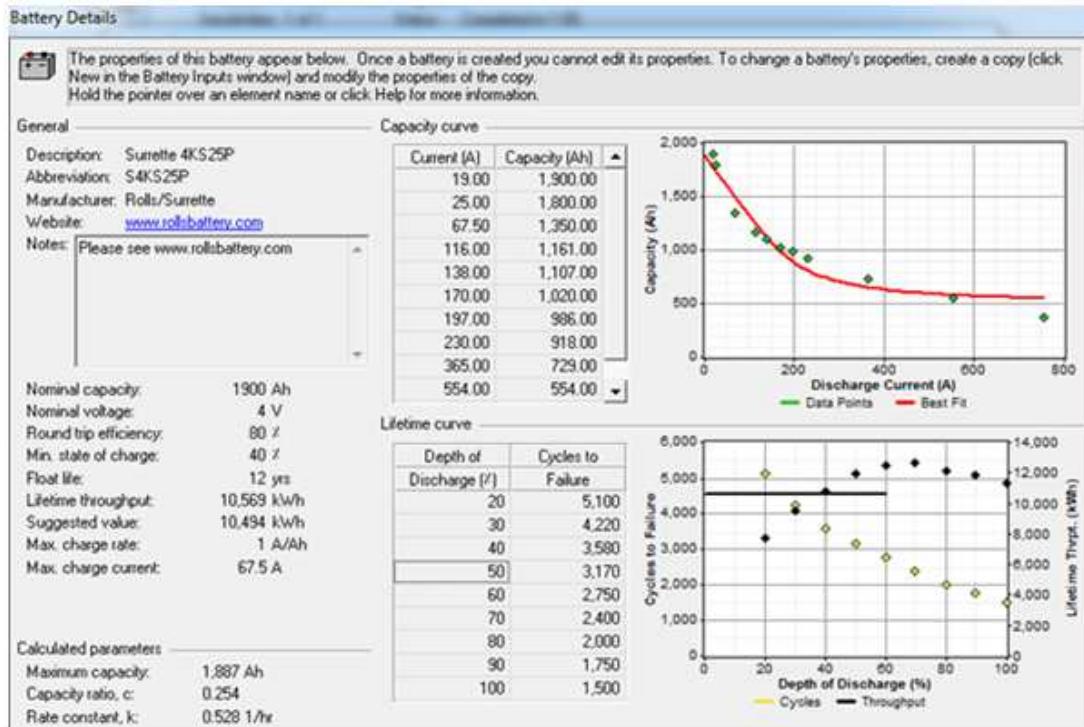 Battery Details
The properties of this battery appear below. Once a battery is created you cannot edit its properties. To change a battery's properties, create a copy (click
New in the Battery Inputs window) and modify the properties of the copy.
Hold the pointer over an element name or click Help for more information.
General
Description: Surrette 4KS25P
Abbreviation: S4KS25P
Manufacturer: Rolls/Surrette
Website: www.rollsbattery.com
Notes: Please see www.rollsbattery.com
Nominal capacity: 1900 Ah
Nominal voltage: 4 V
Round trip efficiency: 80 %
Min. state of charge: 40 %
Float life: 12 yrs
Lifetime throughput: 10,569 kWh
Suggested value: 10,494 kWh
Max. charge rate: 1 A/Ah
Max. charge current: 67.5 A
Calculated parameters
Maximum capacity: 1,887 Ah
Capacity ratio, c: 0.254
Rate constant, k: 0.528 1/hr
Capacity curve
Current (A) Capacity (Ah)
19.00 1,900.00
25.00 1,800.00
67.50 1,350.00
116.00 1,161.00
138.00 1,107.00
170.00 1,020.00
197.00 986.00
230.00 918.00
365.00 729.00
554.00 554.00
2,000
1,500
1,000
500
0
Capacity (Ah)
0 200 400 600 800
Discharge Current (A)
Data Points Best Fit
Lifetime curve
Depth of Cycles to
Discharge (%) Failure
20 5,100
30 4,220
40 3,580
50 3,170
60 2,750
70 2,400
80 2,000
90 1,750
100 1,500
6,000
5,000
4,000
3,000
2,000
1,000
0
Cycles to Failure
14,000
12,000
10,000
8,000
6,000
4,000
2,000
0
Lifetime Thrpt. (kWh)
0 20 40 60 80 100
Depth of Discharge (%)
Cycles Throughput